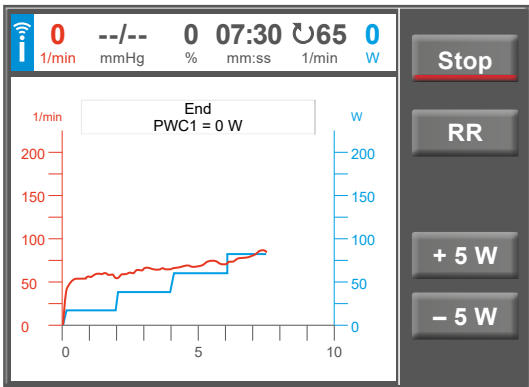 i 0 --/-- 0 07:30 65 0
1/min mmHg % mm:ss 1/min W
Stop
RR
+ 5 W
– 5 W
End
PWC1 = 0 W
1/min W
200 200
150 150
100 100
50 50
0 0
0 5 10